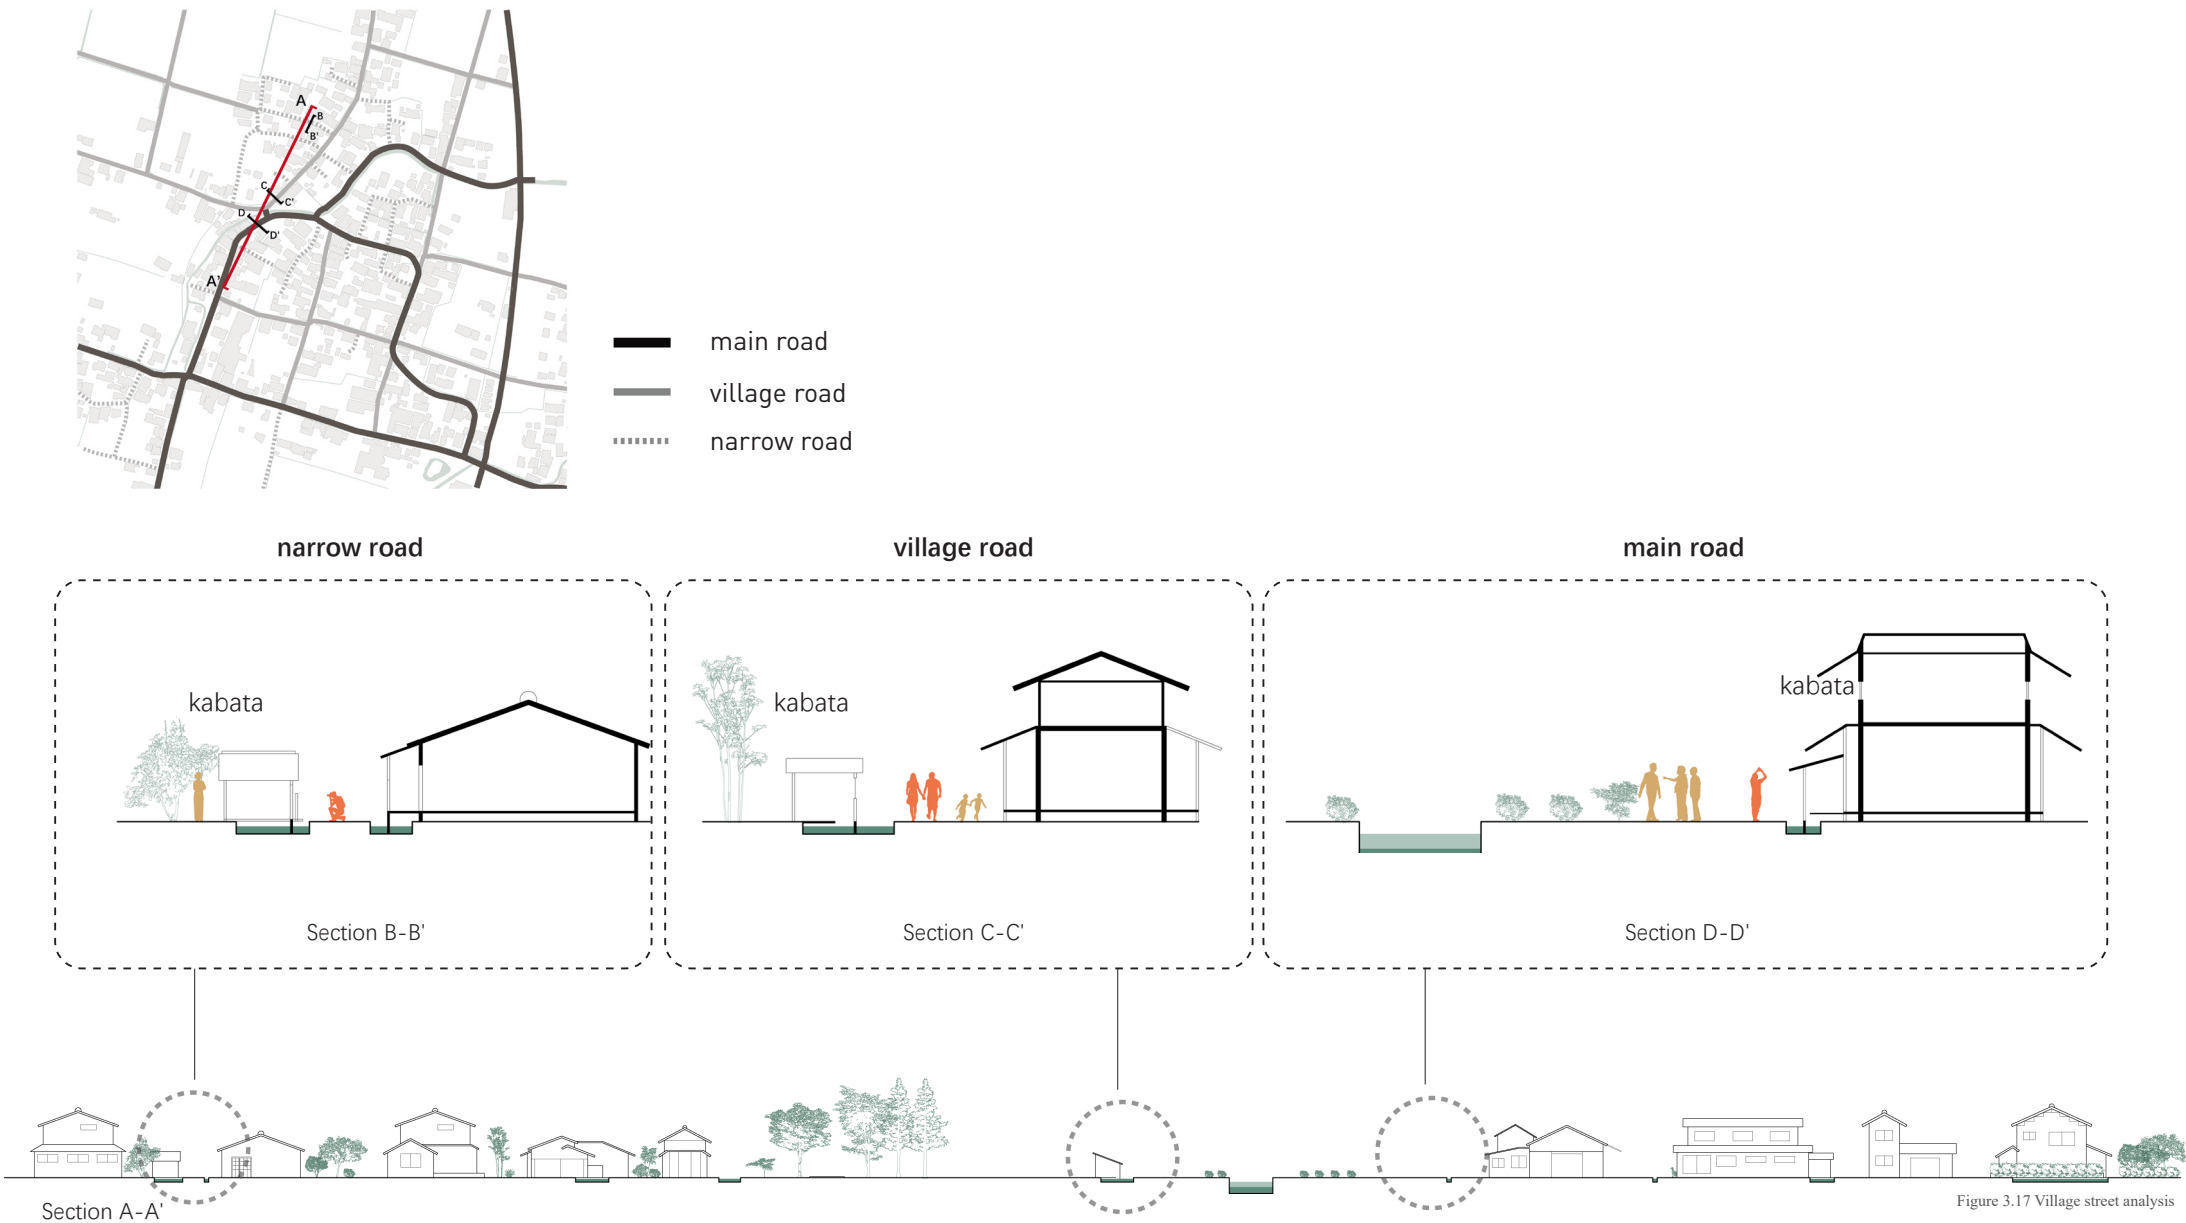 A
B
B'
C
C'
D
D'
A'
main road
village road
narrow road
narrow road
village road
main road
kabata
kabata
kabata
Section B-B'
Section C-C'
Section D-D'
Section A-A'
Figure 3.17 Village street analysis